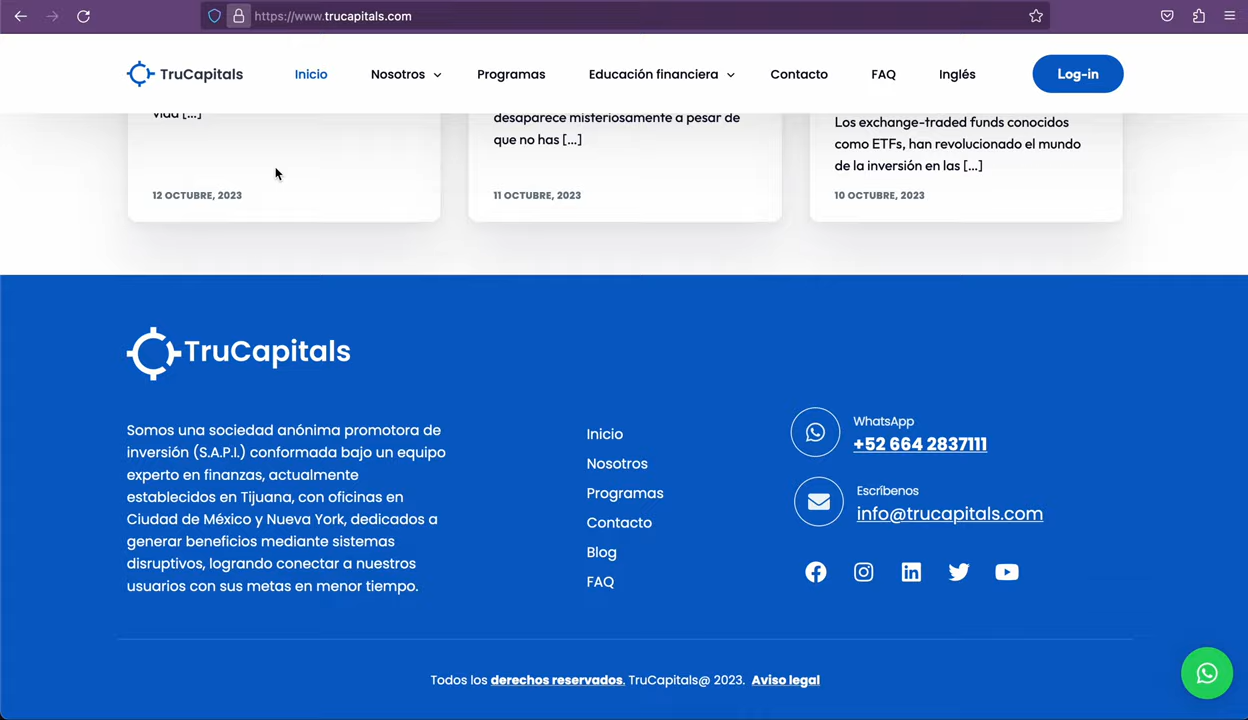 https://www.trucapitals.com
TruCapitals
Inicio
Nosotros
Programas
Educación financiera
Contacto
FAQ
Inglés
Log-in
vida [...]
12 OCTUBRE, 2023
desaparece misteriosamente a pesar de
que no has [...]
11 OCTUBRE, 2023
Los exchange-traded funds conocidos
como ETFs, han revolucionado el mundo
de la inversión en las [...]
10 OCTUBRE, 2023
TruCapitals
Somos una sociedad anónima promotora de
inversión (S.A.P.I.) conformada bajo un equipo
experto en finanzas, actualmente
establecidos en Tijuana, con oficinas en
Ciudad de México y Nueva York, dedicados a
generar beneficios mediante sistemas
disruptivos, logrando conectar a nuestros
usuarios con sus metas en menor tiempo.
Inicio
Nosotros
Programas
Contacto
Blog
FAQ
WhatsApp
+52 664 2837111
Escríbenos
info@trucapitals.com
Todos los derechos reservados. TruCapitals@ 2023. Aviso legal